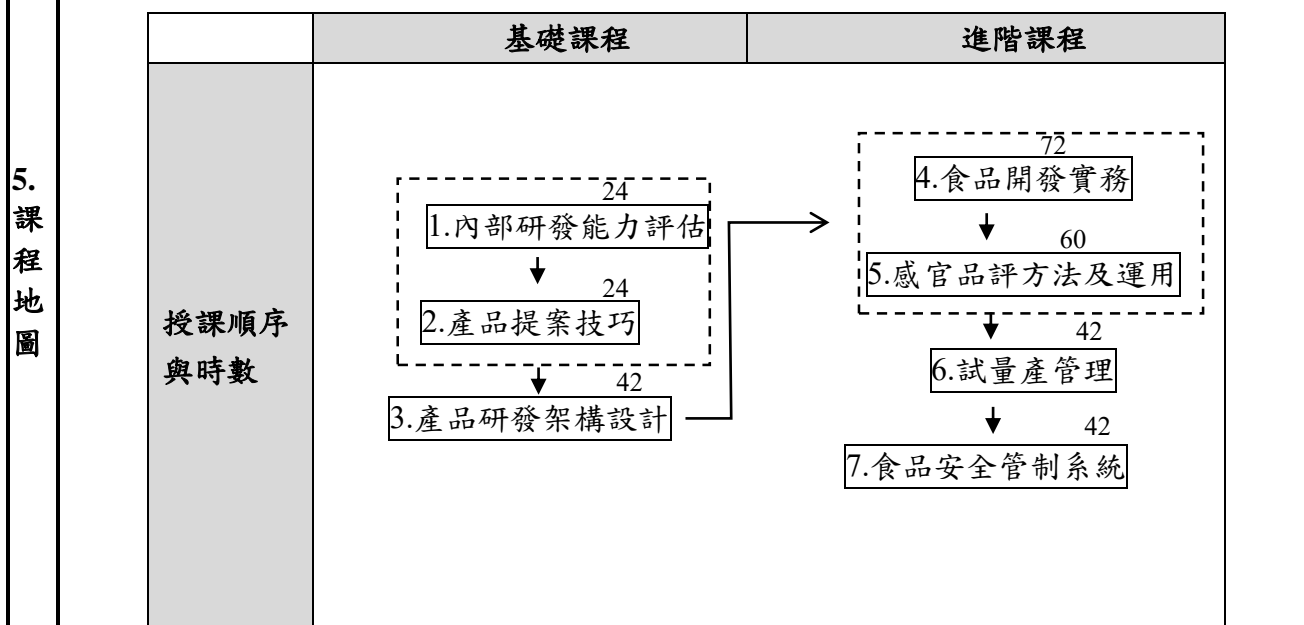 5.
課
程
地
圖
基礎課程
進階課程
授課順序
與時數
24
1.內部研發能力評估
24
2.產品提案技巧
42
3.產品研發架構設計
72
4.食品開發實務
60
5.感官品評方法及運用
42
6.試量產管理
42
7.食品安全管制系統